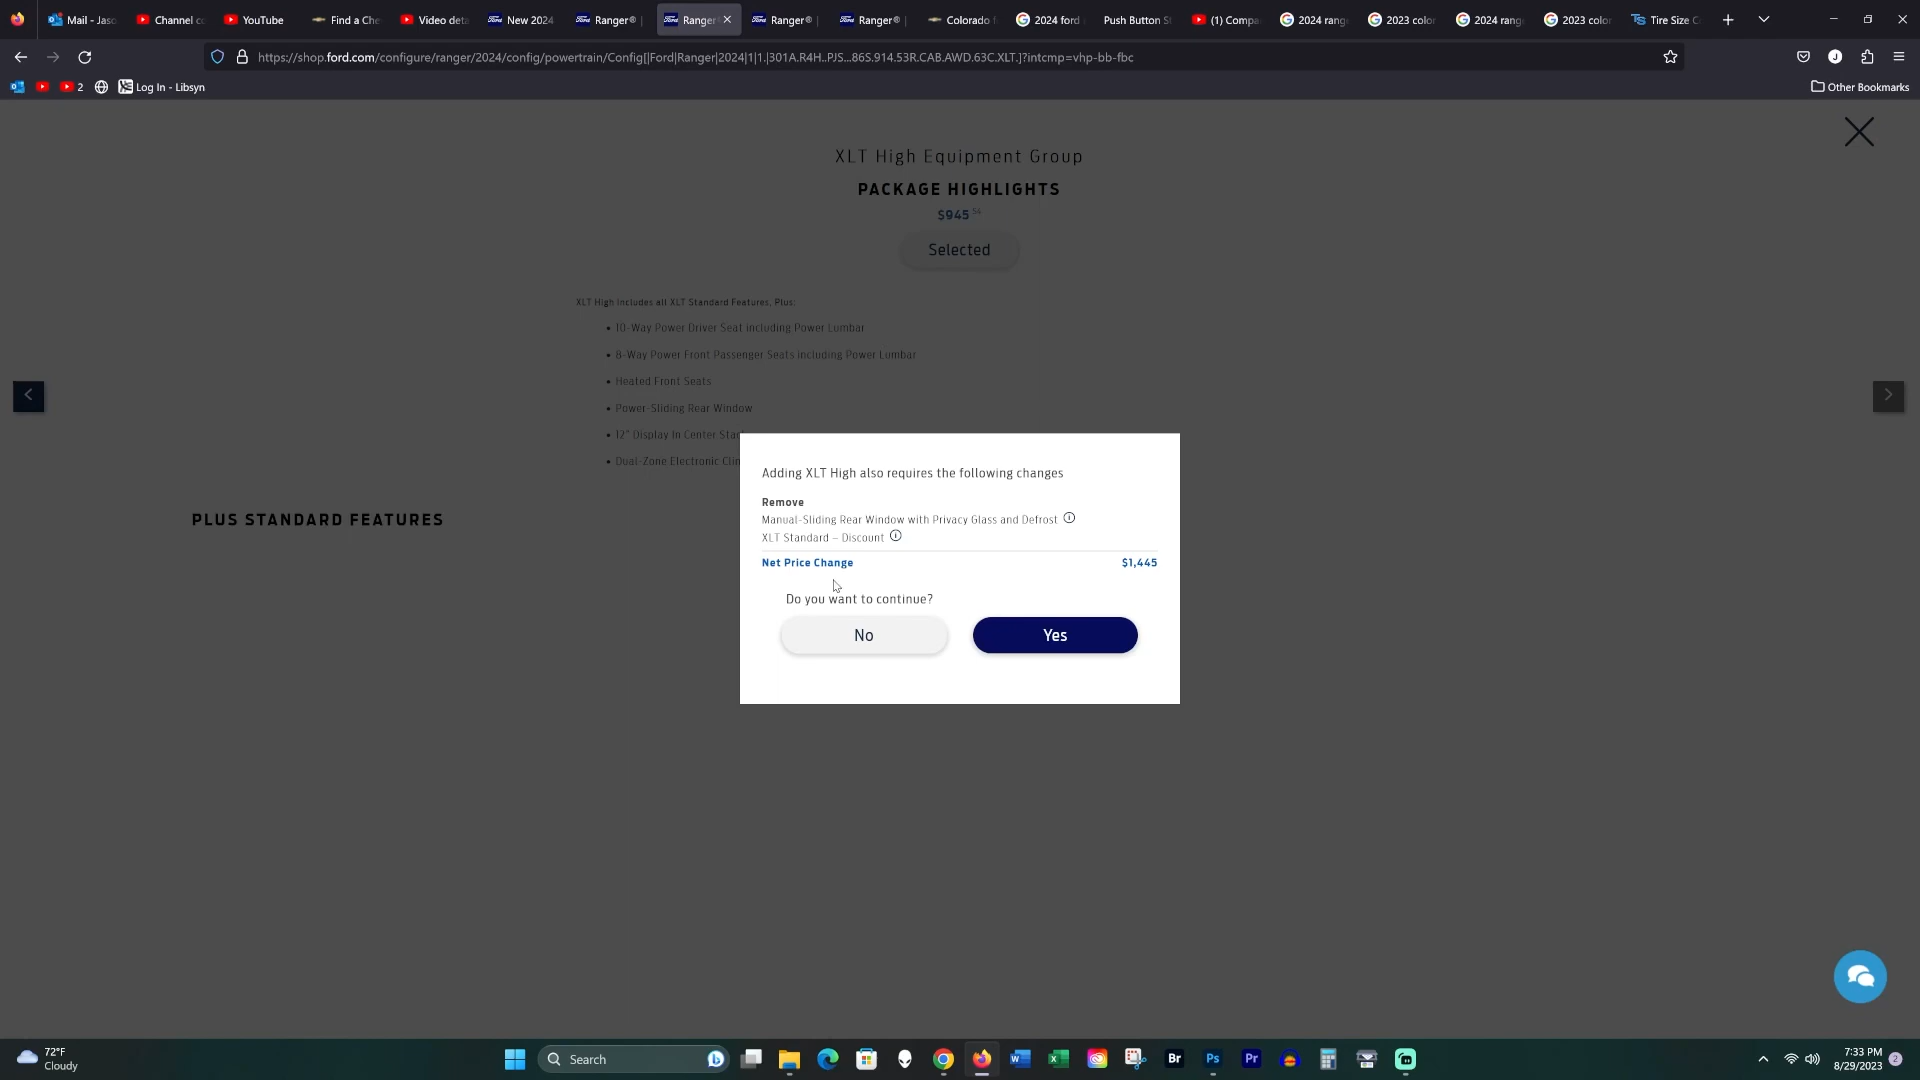 Mail - Jaso
Channel co
YouTube
Find a Che
Video deta
New 2024
Ranger® |
Ranger
Ranger® |
Ranger® |
Colorado f
2024 ford
Push Button St
(1) Compa
2024 rang
2023 color
2024 rang
2023 color
Tire Size C
https://shop.ford.com/configure/ranger/2024/config/powertrain/Config[|Ford|Ranger|2024|1|1.|301A.R4H..PJS...86S.914.53R.CAB.AWD.63C.XLT.]?intcmp=vhp-bb-fbc
2
Log In - Libsyn
Other Bookmarks
XLT High Equipment Group
PACKAGE HIGHLIGHTS
$945 54
Selected
XLT High includes all XLT Standard Features, Plus:
• 10-Way Power Driver Seat including Power Lumbar
• 8-Way Power Front Passenger Seats including Power Lumbar
• Heated Front Seats
• Power-Sliding Rear Window
• 12" Display In Center Stac
• Dual-Zone Electronic Clim
PLUS STANDARD FEATURES
Adding XLT High also requires the following changes
Remove
Manual-Sliding Rear Window with Privacy Glass and Defrost
XLT Standard – Discount
Net Price Change $1,445
Do you want to continue?
No
Yes
72°F
Cloudy
Search
Br
Ps
Pr
7:33 PM
8/29/2023
2